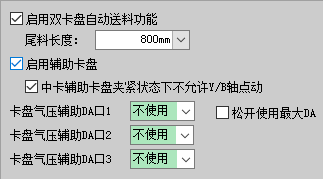 启用双卡盘自动送料功能
尾料长度： 800mm
启用辅助卡盘
中卡辅助卡盘夹紧状态下不允许Y/B轴点动
卡盘气压辅助DA口1 不使用 松开使用最大DA
卡盘气压辅助DA口2 不使用
卡盘气压辅助DA口3 不使用